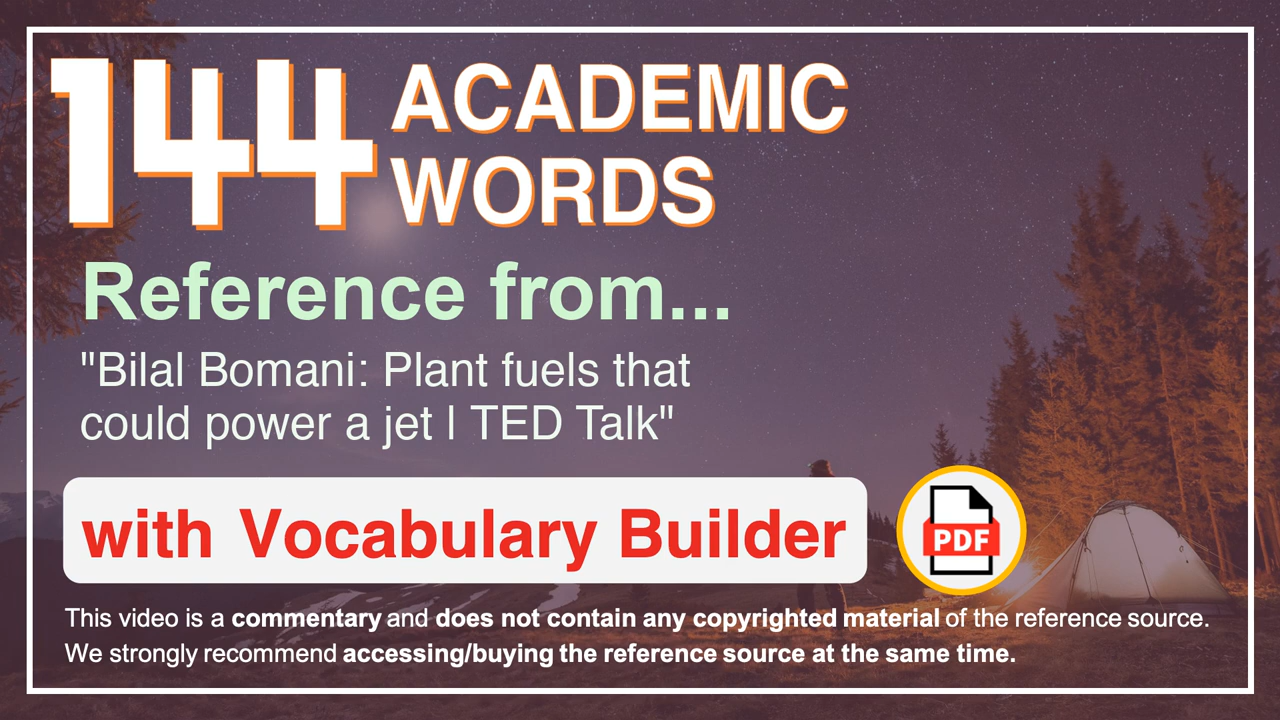 144 ACADEMIC
WORDS
Reference from...
"Bilal Bomani: Plant fuels that
could power a jet | TED Talk"
with Vocabulary Builder
PDF
This video is a commentary and does not contain any copyrighted material of the reference source.
We strongly recommend accessing/buying the reference source at the same time.